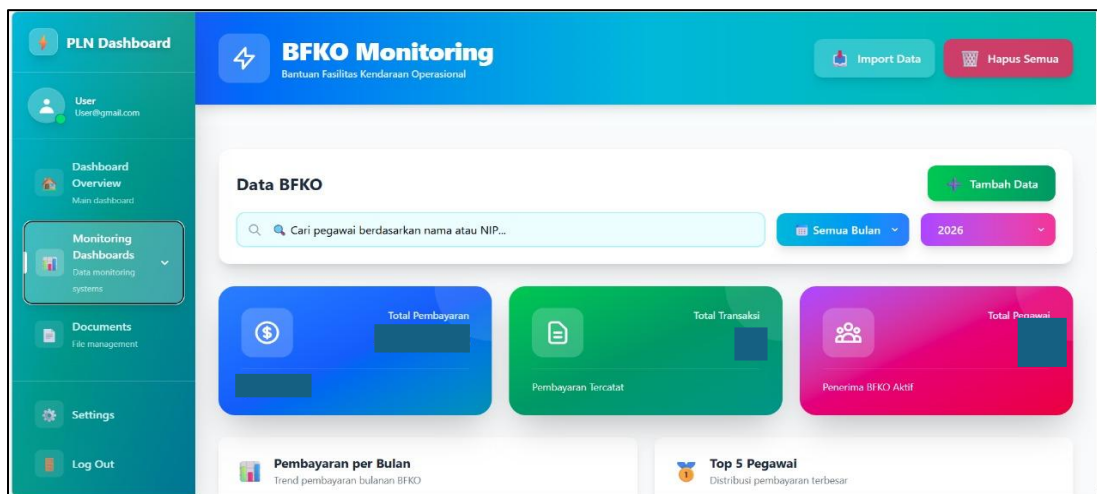 PLN Dashboard
User
User@gmail.com
Dashboard
Overview
Main dashboard
Monitoring
Dashboards
Data monitoring
systems
Documents
File management
Settings
Log Out
BFKO Monitoring
Bantuan Fasilitas Kendaraan Operasional
Import Data
Hapus Semua
Data BFKO
Tambah Data
Cari pegawai berdasarkan nama atau NIP...
Semua Bulan
2026
Total Pembayaran
Total Transaksi
Pembayaran Tercatat
Total Pegawai
Penerima BFKO Aktif
Pembayaran per Bulan
Trend pembayaran bulanan BFKO
Top 5 Pegawai
Distribusi pembayaran terbesar